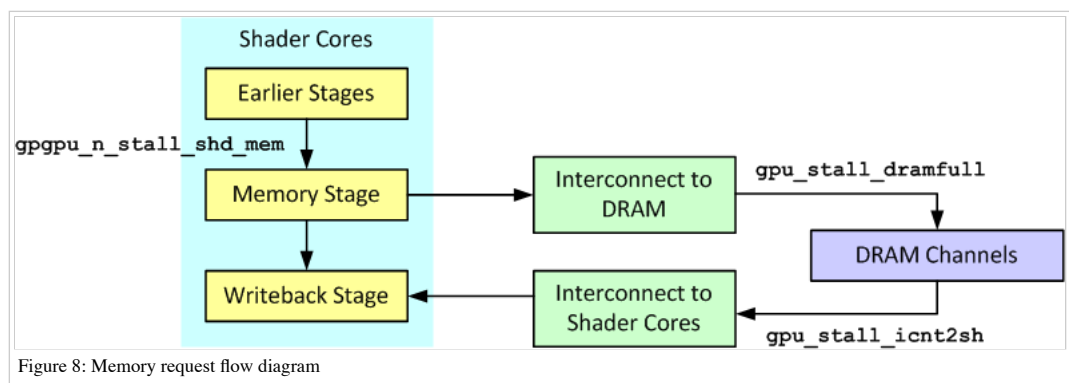 Shader Cores
Earlier Stages
gpgpu_n_stall_shd_mem
Memory Stage
Interconnect to
DRAM
gpu_stall_dramfull
DRAM Channels
Writeback Stage
Interconnect to
Shader Cores
gpu_stall_icnt2sh
Figure 8: Memory request flow diagram